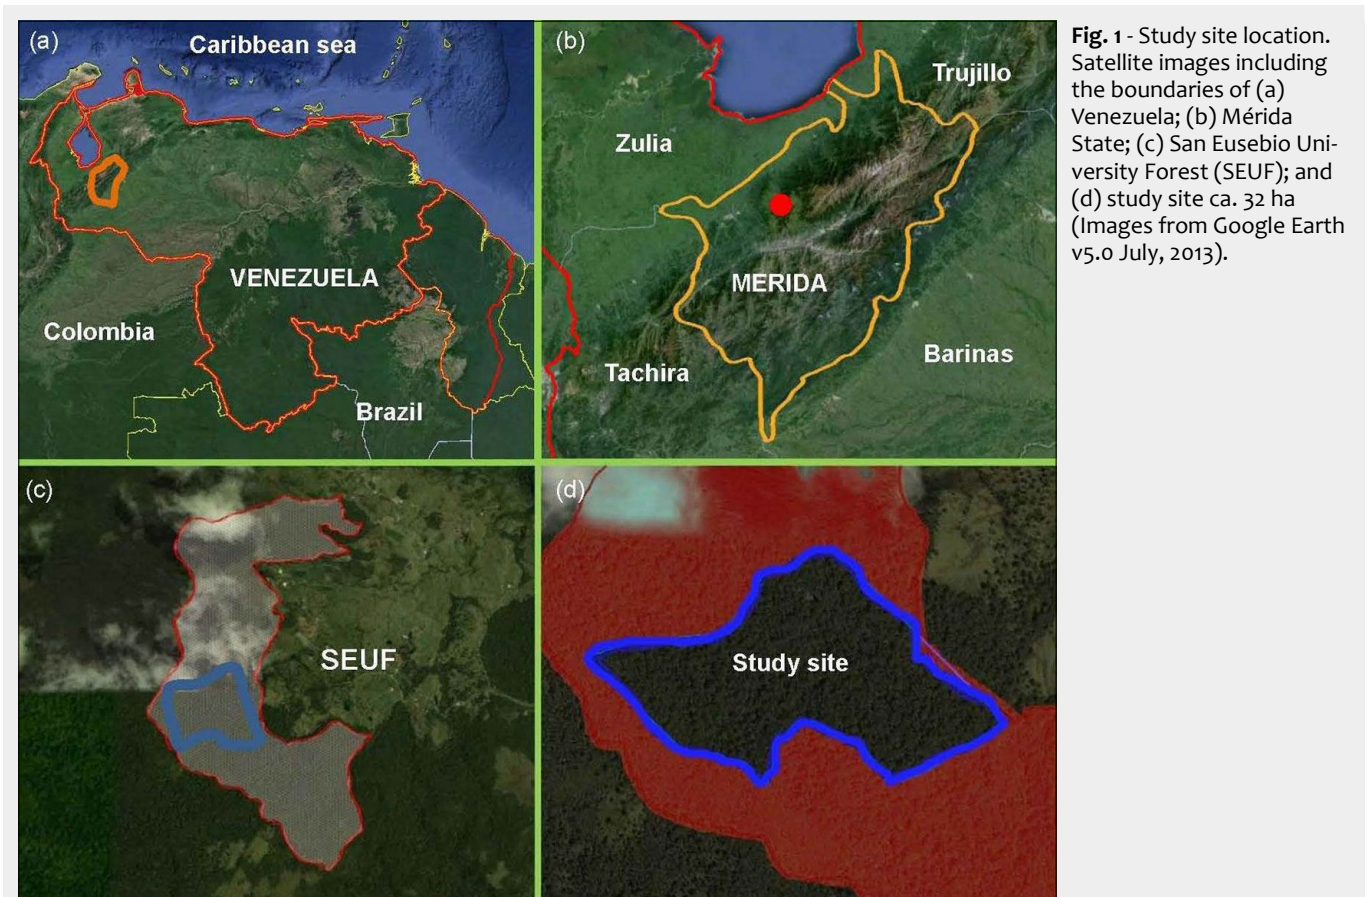 (a)
Caribbean sea
VENEZUELA
Colombia
Brazil
(b)
Trujillo
Zulia
MERIDA
Barinas
Tachira
(c)
SEUF
(d)
Study site
Fig. 1 - Study site location.
Satellite images including
the boundaries of (a)
Venezuela; (b) Mérida
State; (c) San Eusebio Uni-
versity Forest (SEUF); and
(d) study site ca. 32 ha
(Images from Google Earth
v5.0 July, 2013).